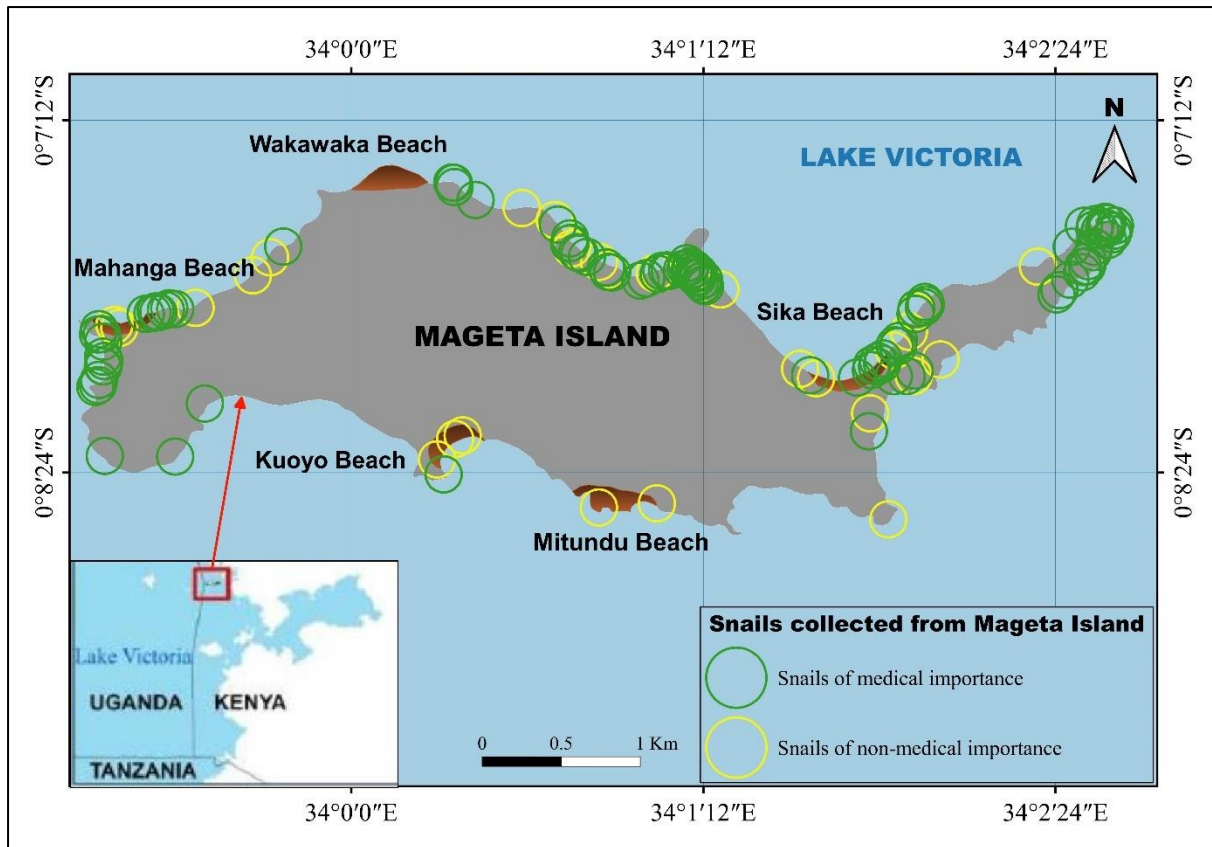 34°0′0″E
34°1′12″E
34°2′24″E
0°7′12″S
0°7′12″S
N
Wakawaka Beach
LAKE VICTORIA
Mahanga Beach
Sika Beach
MAGETA ISLAND
Kuoyo Beach
0°8′24″S
0°8′24″S
Mitundu Beach
Lake Victoria
UGANDA
KENYA
TANZANIA
0
0.5
1 Km
Snails collected from Mageta Island
Snails of medical importance
Snails of non-medical importance
34°0′0″E
34°1′12″E
34°2′24″E